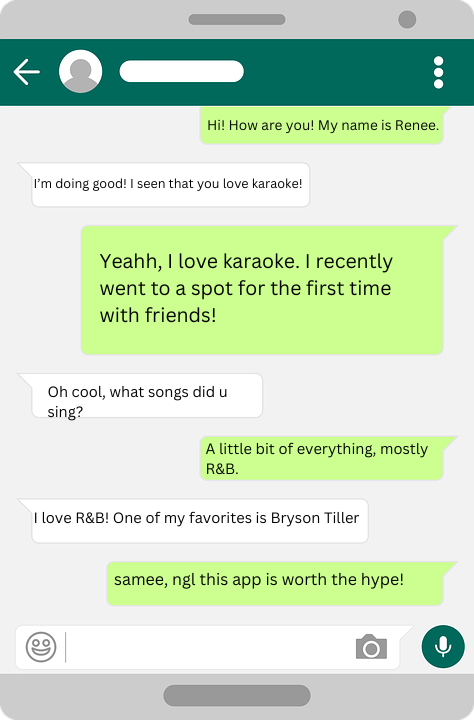 Hi! How are you! My name is Renee.
I'm doing good! I seen that you love karaoke!
Yeahh, I love karaoke. I recently
went to a spot for the first time
with friends!
Oh cool, what songs did u
sing?
A little bit of everything, mostly
R&B.
I love R&B! One of my favorites is Bryson Tiller
samee, ngl this app is worth the hype!